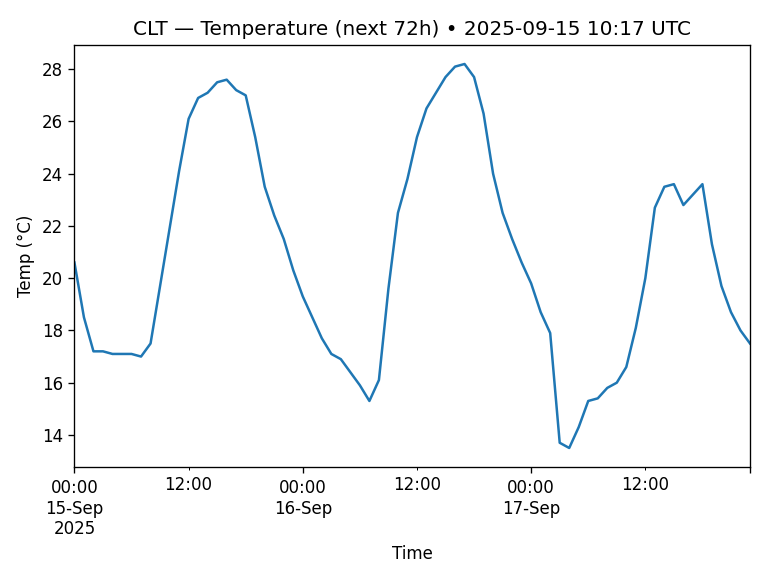 CLT — Temperature (next 72h) • 2025-09-15 10:17 UTC
28
26
24
22
20
18
16
14
Temp (°C)
00:00 12:00 00:00 12:00 00:00 12:00
15-Sep 16-Sep 17-Sep
2025
Time